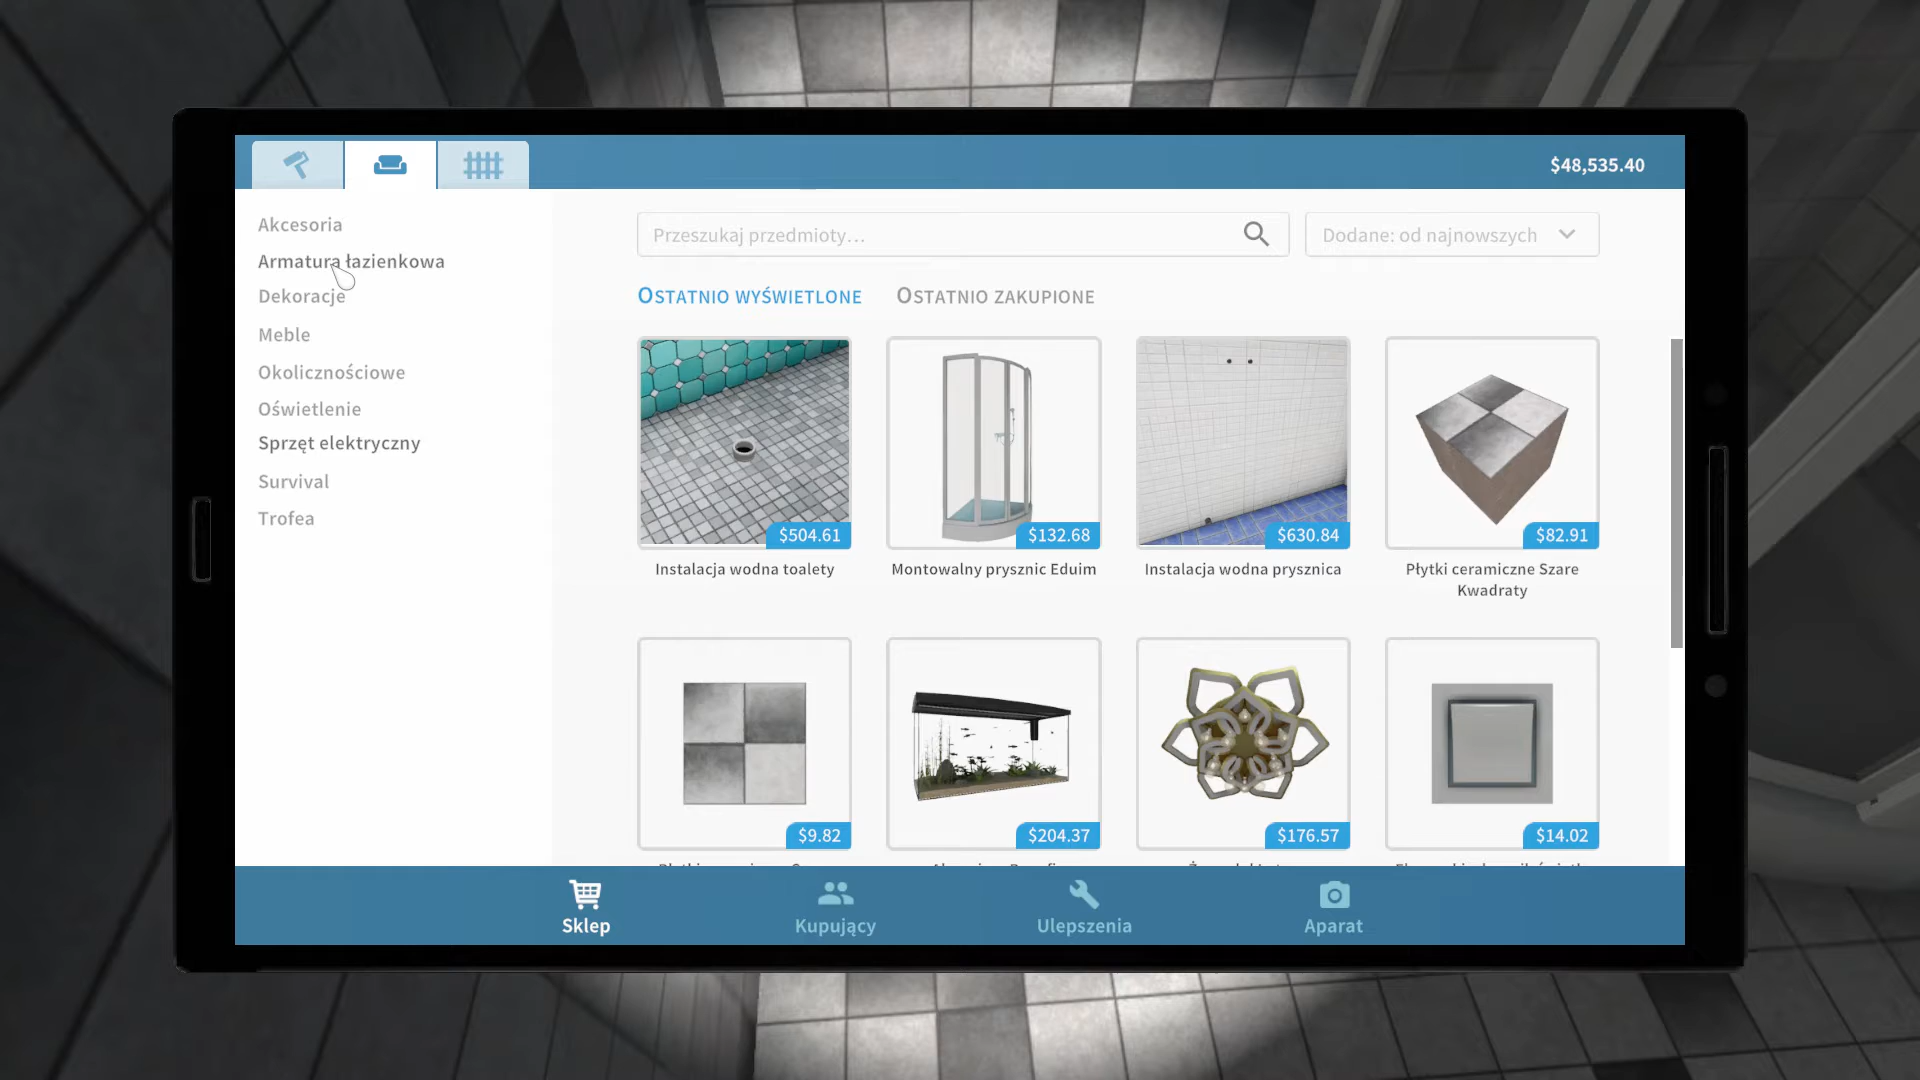 $48,535.40
Akcesoria
Armatura łazienkowa
Dekoracje
Meble
Okolicznościowe
Oświetlenie
Sprzęt elektryczny
Survival
Trofea
Przeszukaj przedmioty...
Dodane: od najnowszych
OSTATNIO WYŚWIETLONE
OSTATNIO ZAKUPIONE
$504.61
$132.68
$630.84
$82.91
Instalacja wodna toalety
Montowalny prysznic Eduim
Instalacja wodna prysznica
Płytki ceramiczne Szare
Kwadraty
$9.82
$204.37
$176.57
$14.02
Sklep
Kupujący
Ulepszenia
Aparat